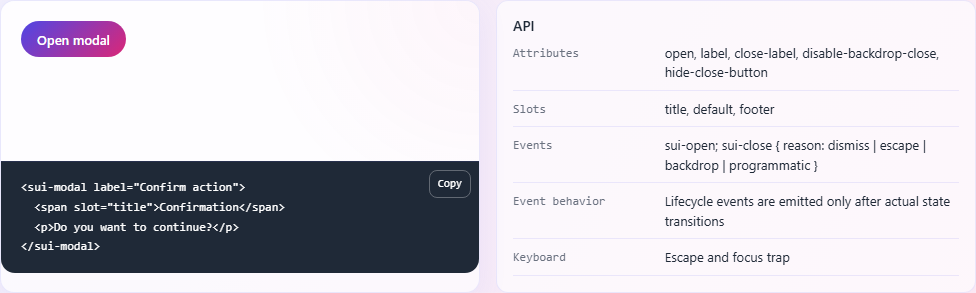 Open modal
Copy
<sui-modal label="Confirm action">
  <span slot="title">Confirmation</span>
  <p>Do you want to continue?</p>
</sui-modal>
API
Attributes
open, label, close-label, disable-backdrop-close,
hide-close-button
Slots
title, default, footer
Events
sui-open; sui-close { reason: dismiss | escape |
backdrop | programmatic }
Event behavior
Lifecycle events are emitted only after actual state
transitions
Keyboard
Escape and focus trap